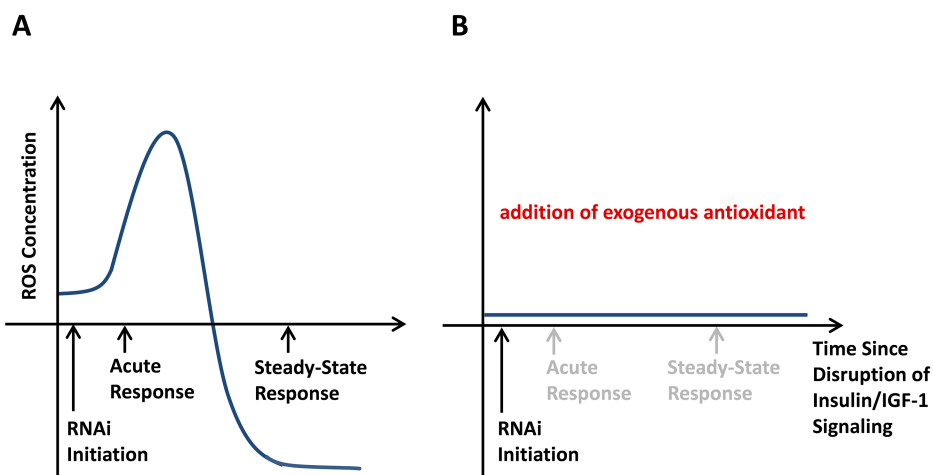 A
B
ROS Concentration
addition of exogenous antioxidant
Acute
Response
Steady-State
Response
RNAi
Initiation
Acute
Response
Steady-State
Response
RNAi
Initiation
Time Since
Disruption of
Insulin/IGF-1
Signaling